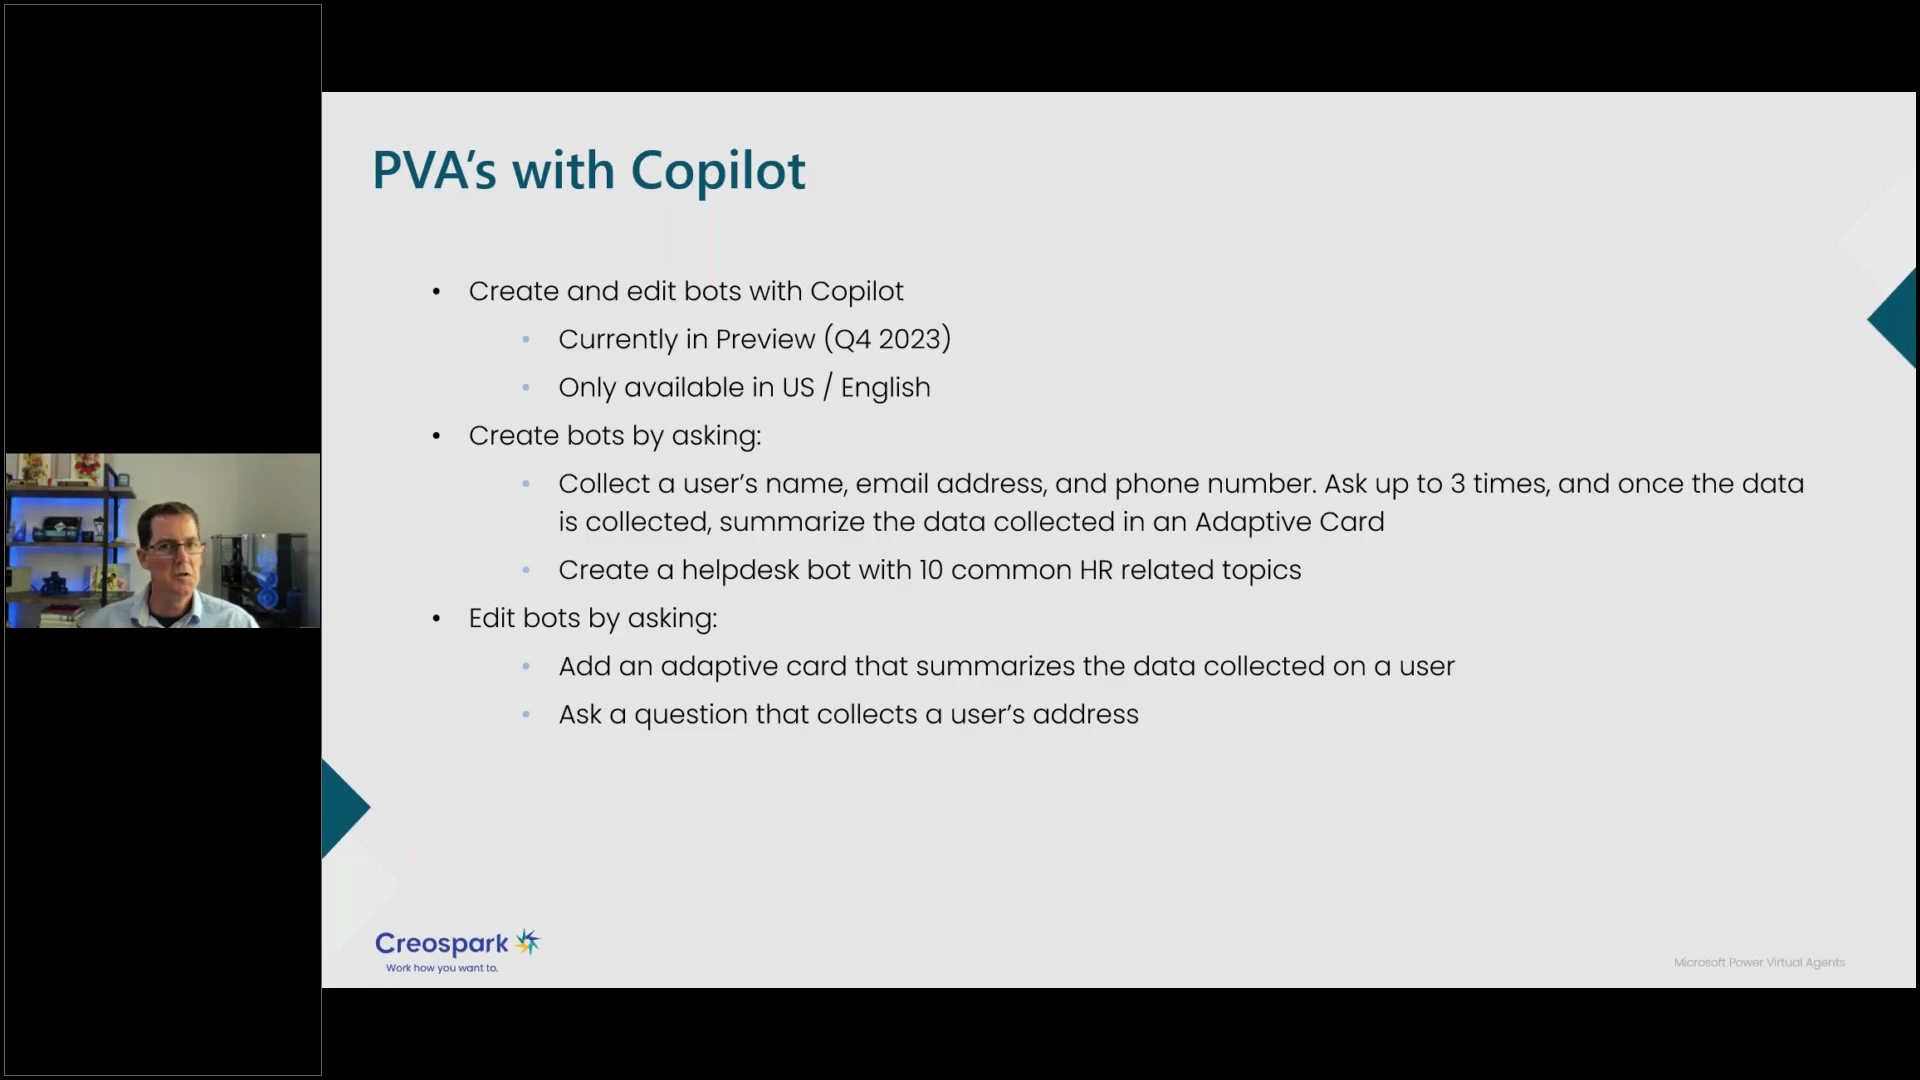 PVA’s with Copilot
• Create and edit bots with Copilot
• Currently in Preview (Q4 2023)
• Only available in US / English
• Create bots by asking:
• Collect a user’s name, email address, and phone number. Ask up to 3 times, and once the data
is collected, summarize the data collected in an Adaptive Card
• Create a helpdesk bot with 10 common HR related topics
• Edit bots by asking:
• Add an adaptive card that summarizes the data collected on a user
• Ask a question that collects a user’s address
Creospark
Work how you want to.
Microsoft Power Virtual Agents